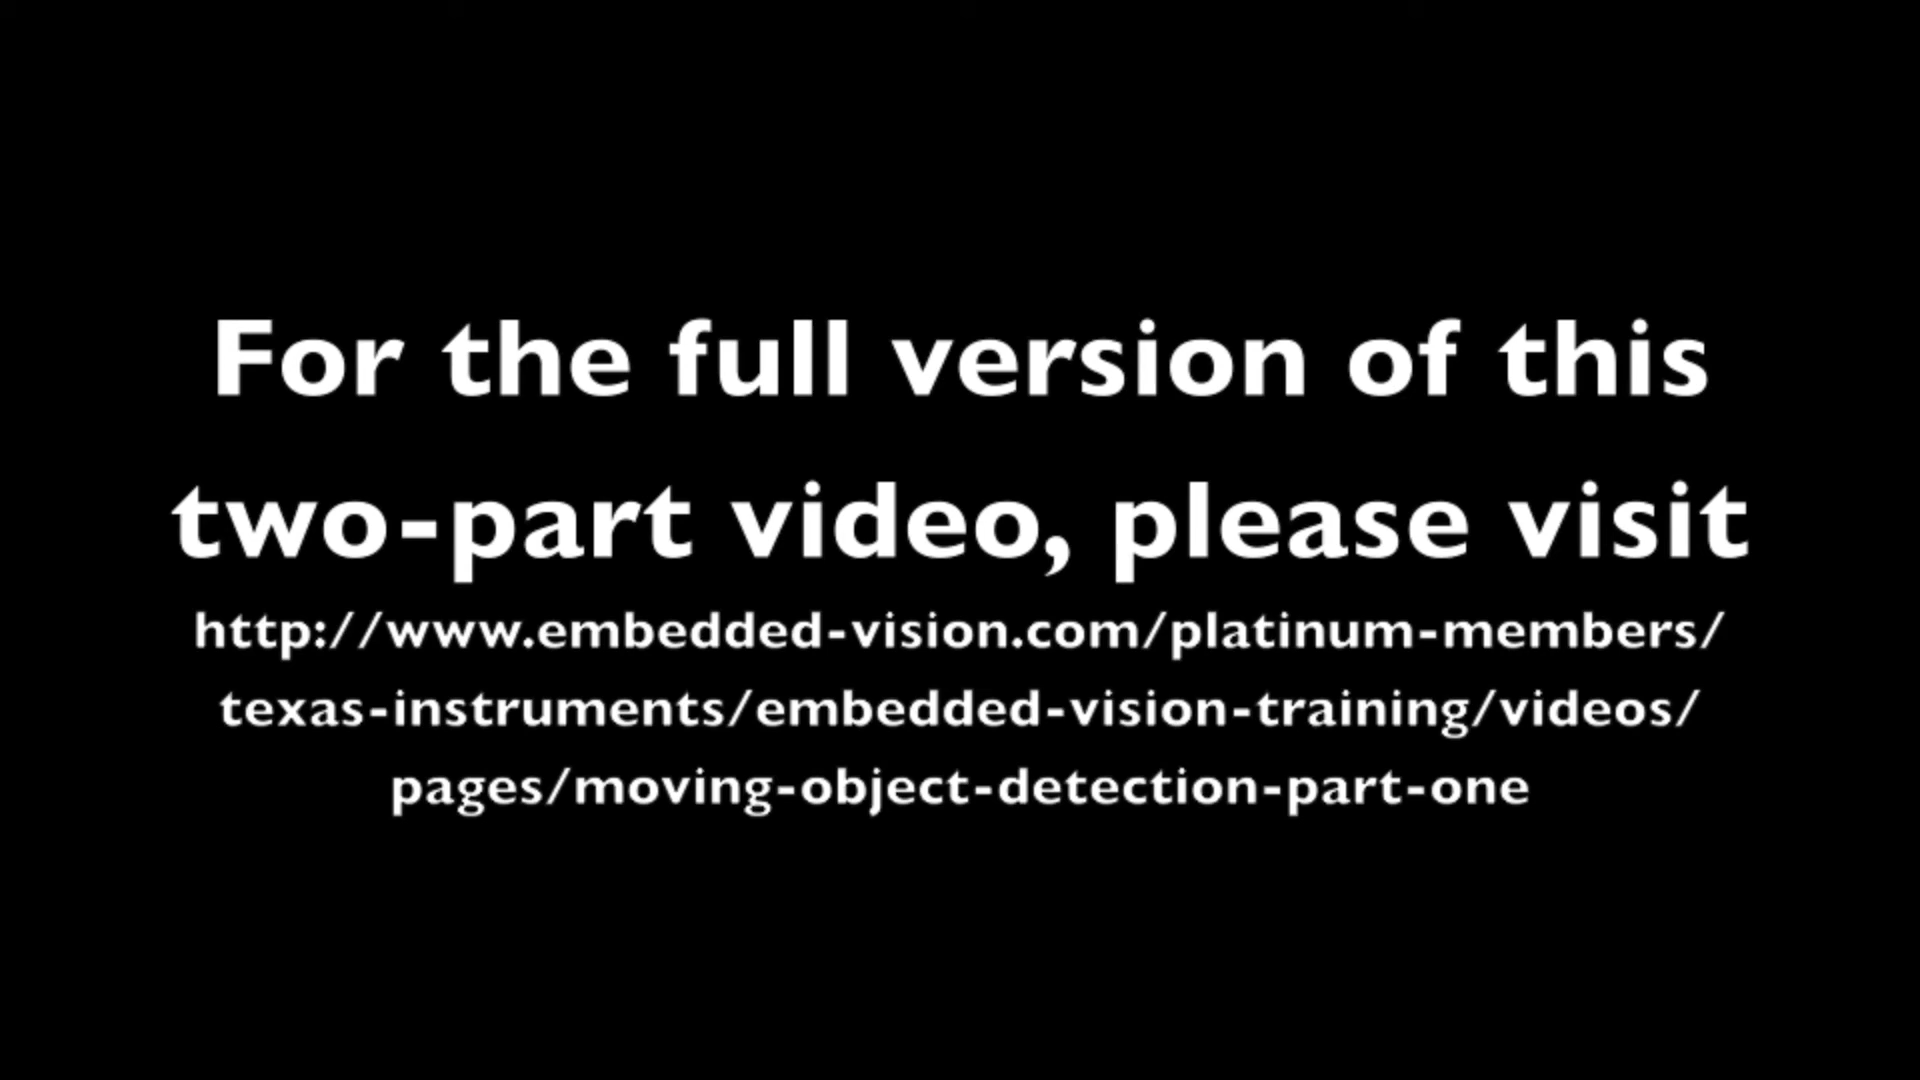 For the full version of this
two-part video, please visit
http://www.embedded-vision.com/platinum-members/
texas-instruments/embedded-vision-training/videos/
pages/moving-object-detection-part-one